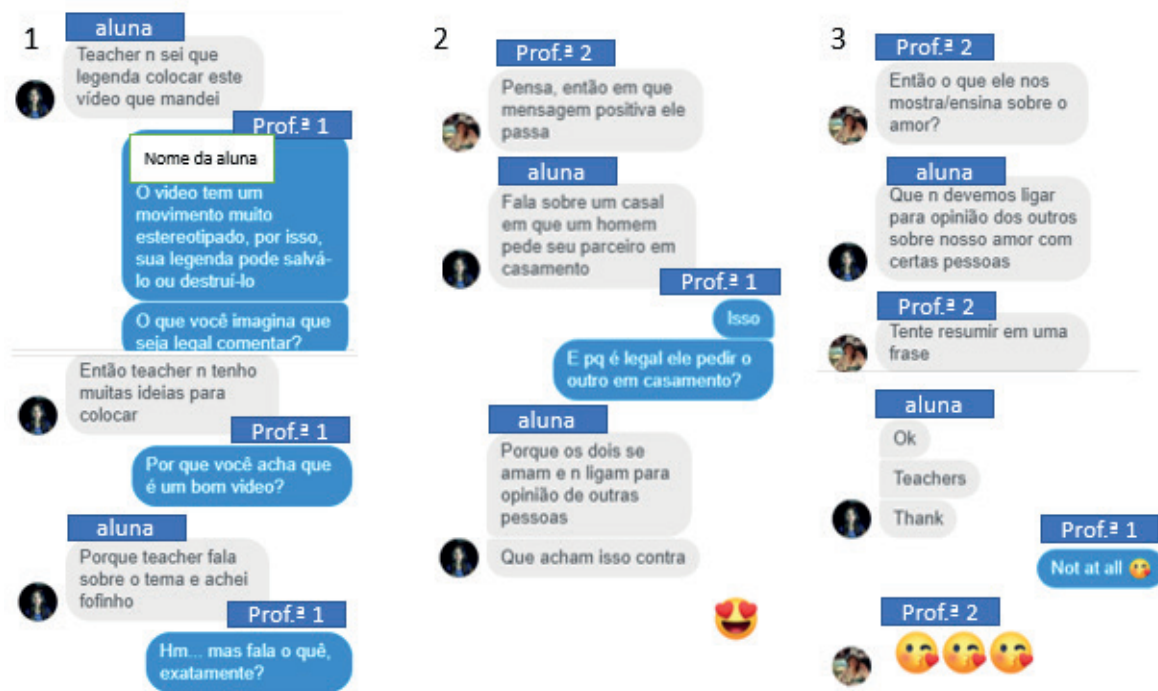 1
aluna
Teacher n sei que
legenda colocar este
vídeo que mandei
Prof.ª 1
Nome da aluna
O video tem um
movimento muito
estereotipado, por isso,
sua legenda pode salvá-
lo ou destruí-lo
O que você imagina que
seja legal comentar?
Então teacher n tenho
muitas ideias para
colocar
Prof.ª 1
Por que você acha que
é um bom video?
aluna
Porque teacher fala
sobre o tema e achei
fofinho
Prof.ª 1
Hm... mas fala o quê,
exatamente?
2
Prof.ª 2
Pensa, então em que
mensagem positiva ele
passa
aluna
Fala sobre um casal
em que um homem
pede seu parceiro em
casamento
Prof.ª 1
Isso
E pq é legal ele pedir o
outro em casamento?
aluna
Porque os dois se
amam e n ligam para
opinião de outras
pessoas
Que acham isso contra
3
Prof.ª 2
Então o que ele nos
mostra/ensina sobre o
amor?
aluna
Que n devemos ligar
para opinião dos outros
sobre nosso amor com
certas pessoas
Prof.ª 2
Tente resumir em uma
frase
aluna
Ok
Teachers
Thank
Prof.ª 1
Not at all 😘
Prof.ª 2